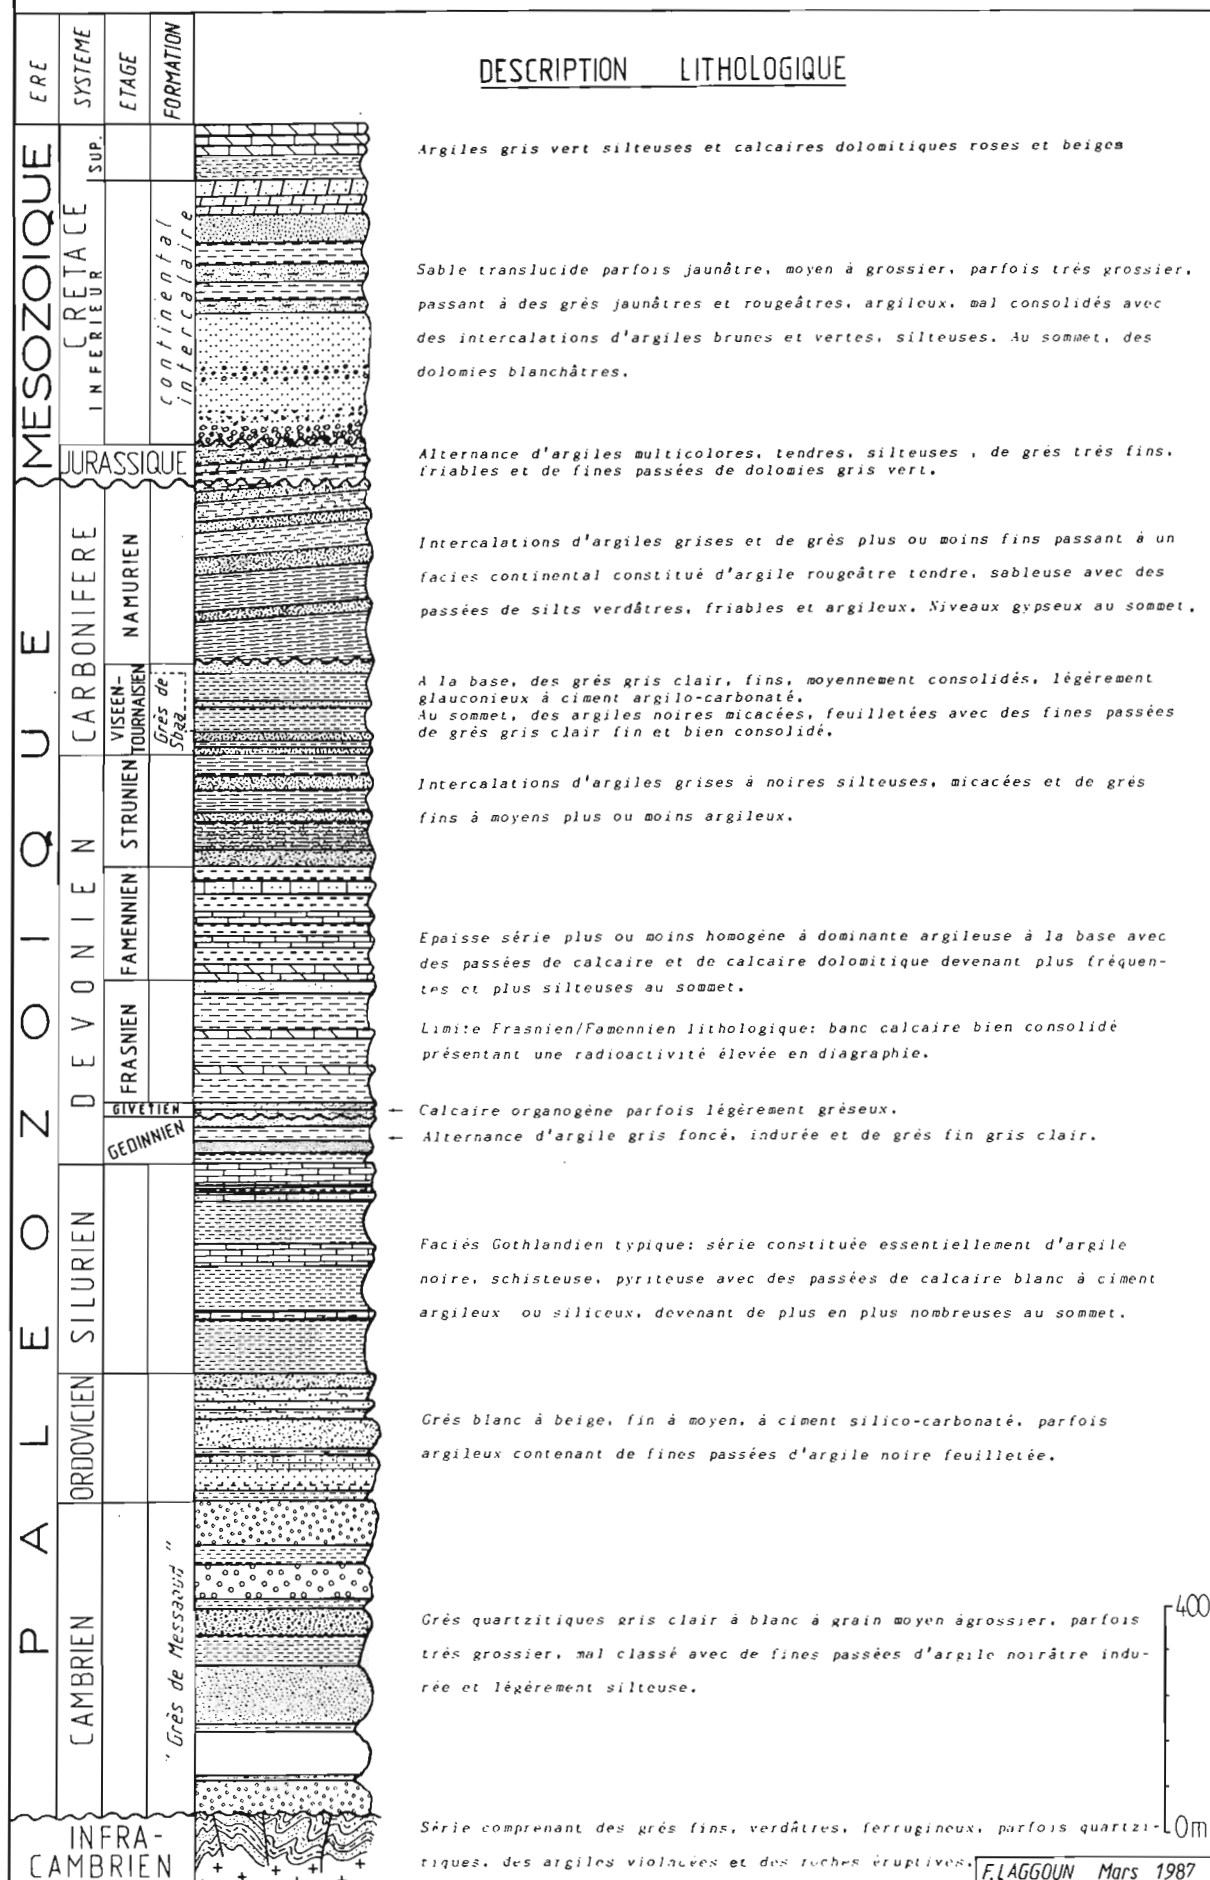 ERE
SYSTEME
ETAGE
FORMATION
DESCRIPTION LITHOLOGIQUE
MESOZOIQUE
CRETACE
SUP.
INFERIEUR
continental
intercalaire
Argiles gris vert silteuses et calcaires dolomitiques roses et beiges
Sable translucide parfois jaunâtre, moyen à grossier, parfois très grossier,
passant à des grès jaunâtres et rougeâtres, argileux, mal consolidés avec
des intercalations d'argiles brunes et vertes, silteuses. Au sommet, des
dolomies blanchâtres.
JURASSIQUE
Alternance d'argiles multicolores, tendres, silteuses , de grès très fins,
friables et de fines passées de dolomies gris vert.
PALEOZOIQUE
CARBONIFERE
NAMURIEN
Intercalations d'argiles grises et de grès plus ou moins fins passant à un
facies continental constitué d'argile rougeâtre tendre, sableuse avec des
passées de silts verdâtres, friables et argileux. Niveaux gypseux au sommet.
VISEEN-
TOURNAISIEN
Grès de
Sbaa
A la base, des grès gris clair, fins, moyennement consolidés, légèrement
glauconieux à ciment argilo-carbonaté.
Au sommet, des argiles noires micacées, feuilletées avec des fines passées
de grès gris clair fin et bien consolidé.
DEVONIEN
STRUNIEN
Intercalations d'argiles grises à noires silteuses, micacées et de grès
fins à moyens plus ou moins argileux.
FAMENNIEN
Epaisse série plus ou moins homogène à dominante argileuse à la base avec
des passées de calcaire et de calcaire dolomitique devenant plus fréquen-
tes et plus silteuses au sommet.
FRASNIEN
Limite Frasnien/Famennien lithologique: banc calcaire bien consolidé
présentant une radioactivité élevée en diagraphie.
GIVETIEN
← Calcaire organogène parfois légèrement gréseux.
GEDINNIEN
← Alternance d'argile gris foncé, indurée et de grès fin gris clair.
SILURIEN
Faciès Gothlandien typique: série constituée essentiellement d'argile
noire, schisteuse, pyriteuse avec des passées de calcaire blanc à ciment
argileux ou siliceux, devenant de plus en plus nombreuses au sommet.
ORDOVICIEN
Grès blanc à beige, fin à moyen, à ciment silico-carbonaté, parfois
argileux contenant de fines passées d'argile noire feuilletée.
CAMBRIEN
"Grès de Messaoud"
Grès quartzitiques gris clair à blanc à grain moyen àgrossier, parfois
très grossier, mal classé avec de fines passées d'argile noirâtre indu-
rée et légèrement silteuse.
400
0m
INFRA-
CAMBRIEN
Série comprenant des grès fins, verdâtres, ferrugineux, parfois quartzi-
tiques, des argiles violacées et des roches éruptives.
F.LAGGOUN Mars 1987